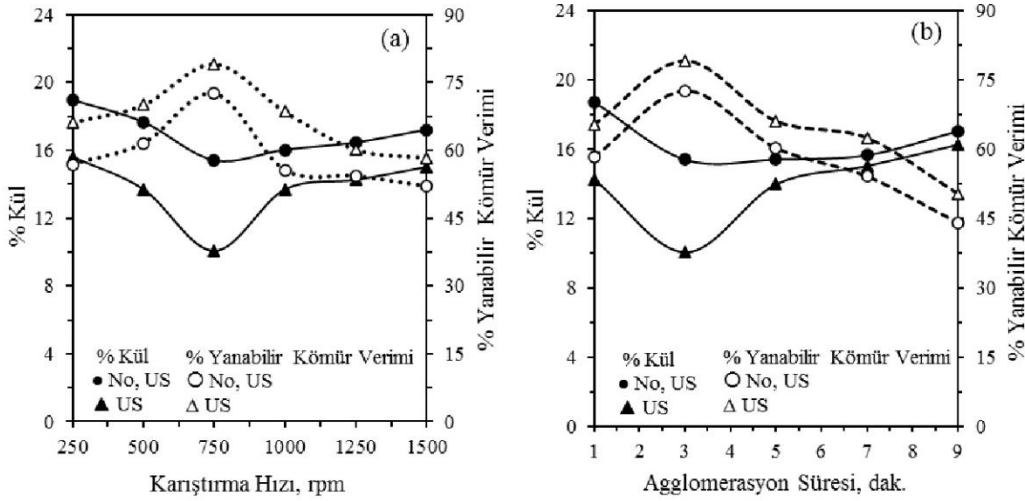 (a)
% Kül
24
20
16
12
8
4
0
% Yanabilir Kömür Verimi
90
75
60
45
30
15
0
% Kül % Yanabilir Kömür Verimi
No, US No, US
US US
250 500 750 1000 1250 1500
Karıştırma Hızı, rpm
(b)
% Kül
24
20
16
12
8
4
0
% Yanabilir Kömür Verimi
90
75
60
45
30
15
0
% Kül % Yanabilir Kömür Verimi
No, US No, US
US US
1 2 3 4 5 6 7 8 9
Agglomerasyon Süresi, dak.